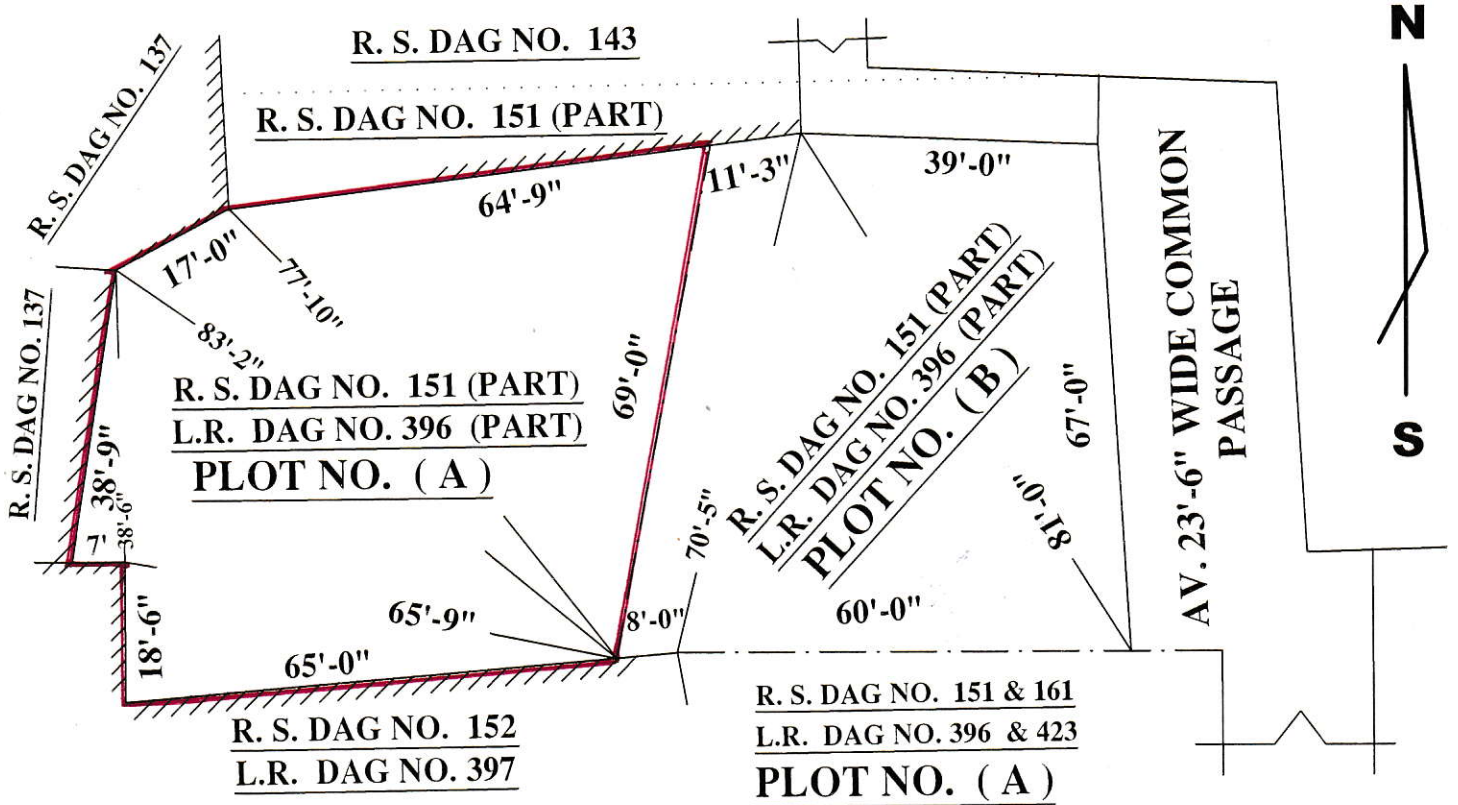 R. S. DAG NO. 143
N
R. S. DAG NO. 137
R. S. DAG NO. 151 (PART)
64'-9"
11'-3"
39'-0"
17'-0"
77'-10"
83'-2"
R. S. DAG NO. 137
R. S. DAG NO. 151 (PART)
L.R. DAG NO. 396 (PART)
PLOT NO. ( A )
69'-0"
R. S. DAG NO. 151 (PART)
L.R. DAG NO. 396 (PART)
PLOT NO. ( B )
67'-0"
AV. 23'-6" WIDE COMMON
PASSAGE
S
38'-9"
38'-6"
7'
70'-5"
81'-0"
18'-6"
65'-9"
8'-0"
60'-0"
65'-0"
R. S. DAG NO. 152
L.R. DAG NO. 397
R. S. DAG NO. 151 & 161
L.R. DAG NO. 396 & 423
PLOT NO. ( A )